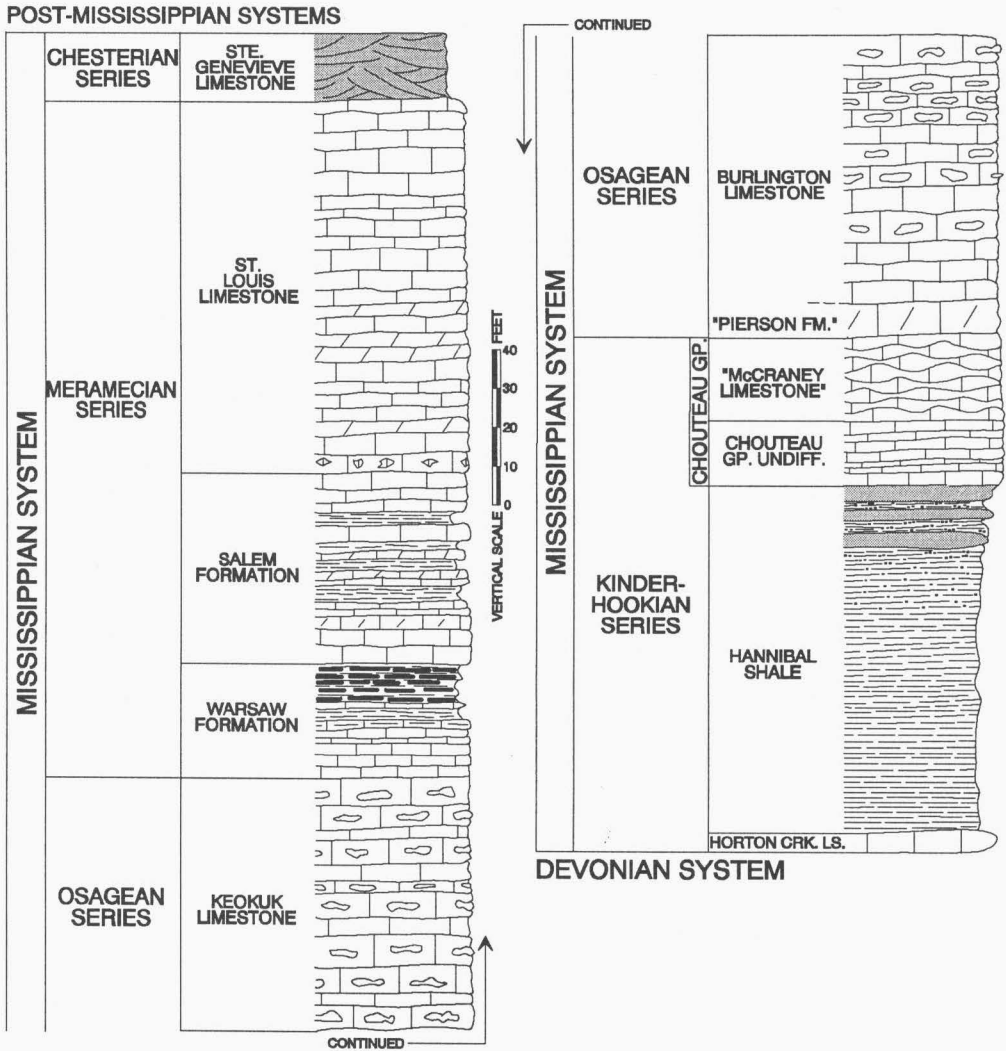 POST-MISSISSIPPIAN SYSTEMS
MISSISSIPPIAN SYSTEM
CHESTERIAN
SERIES
STE.
GENEVIEVE
LIMESTONE
MERAMECIAN
SERIES
ST.
LOUIS
LIMESTONE
SALEM
FORMATION
WARSAW
FORMATION
OSAGEAN
SERIES
KEOKUK
LIMESTONE
CONTINUED
VERTICAL SCALE
FEET
40
30
20
10
0
CONTINUED
MISSISSIPPIAN SYSTEM
OSAGEAN
SERIES
BURLINGTON
LIMESTONE
"PIERSON FM."
KINDER-
HOOKIAN
SERIES
CHOUTEAU GP.
"McCRANEY
LIMESTONE"
CHOUTEAU
GP. UNDIFF.
HANNIBAL
SHALE
HORTON CRK. LS.
DEVONIAN SYSTEM